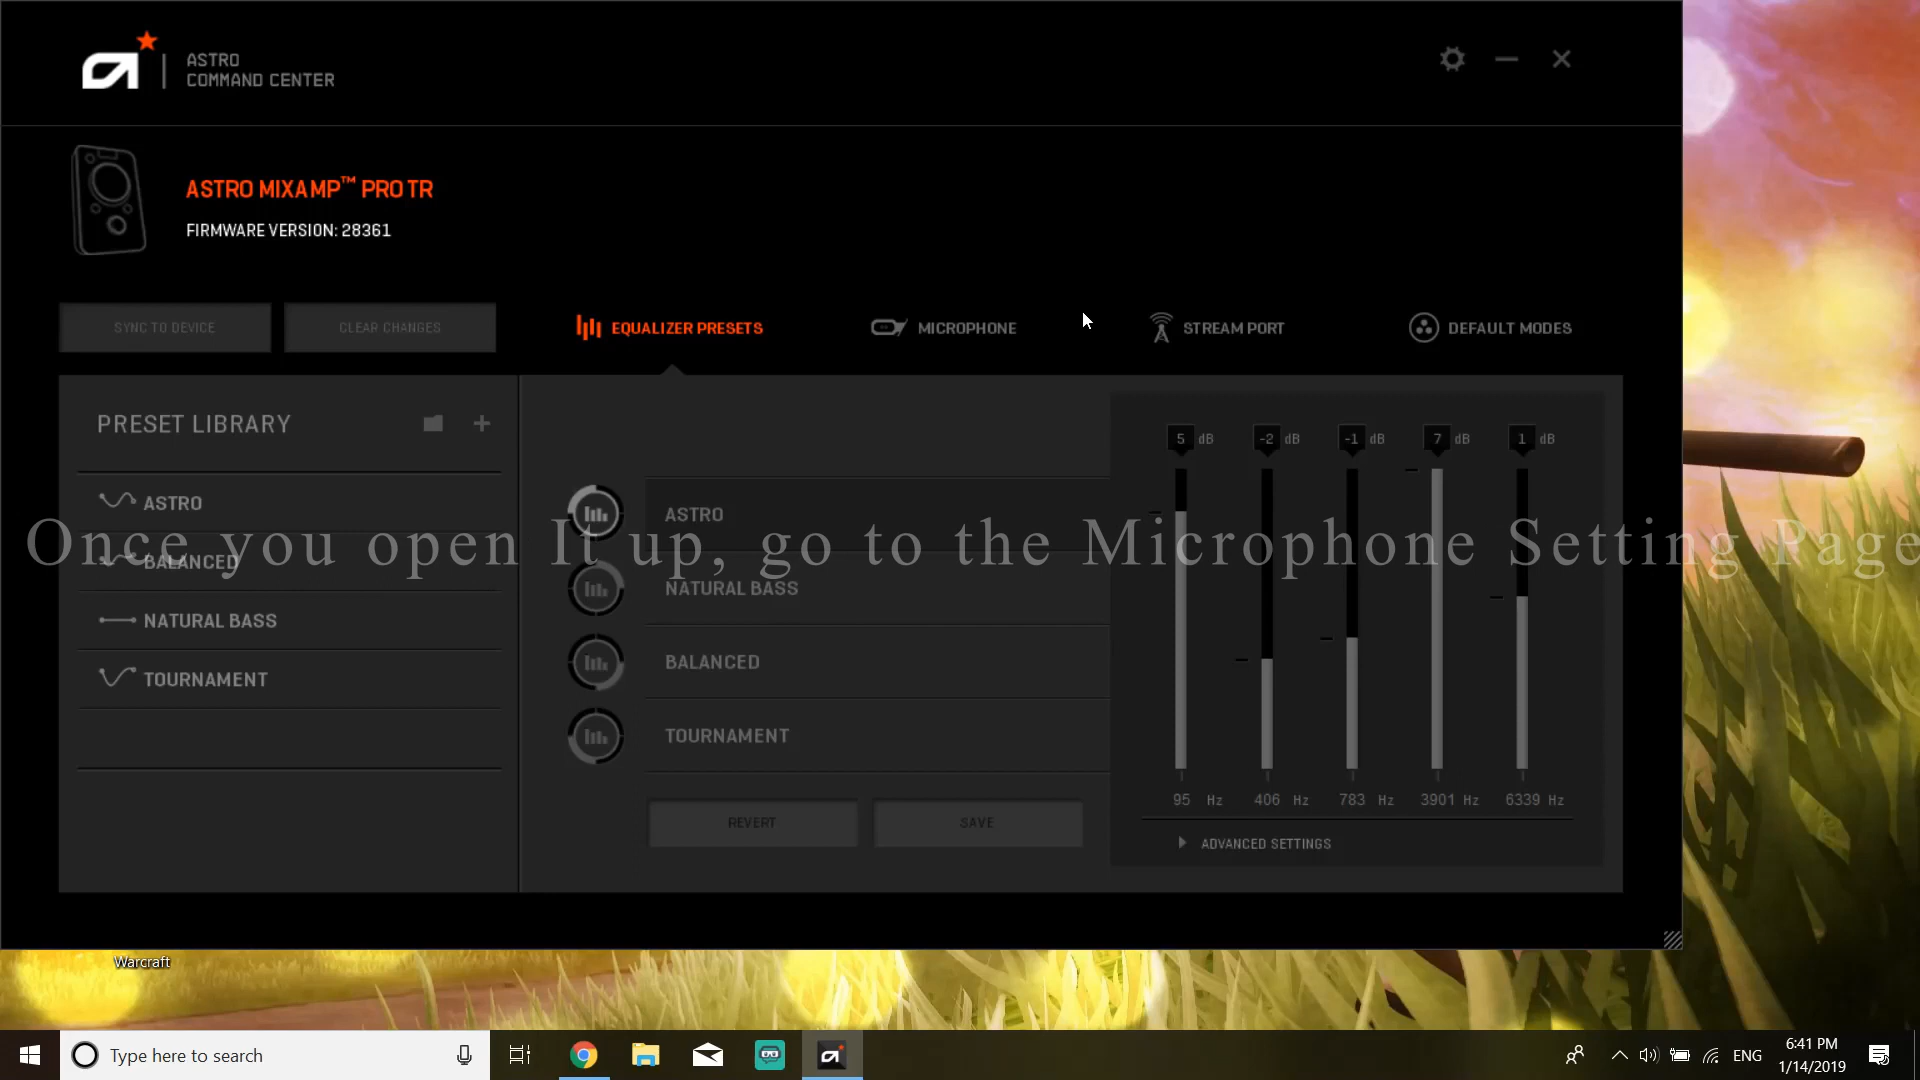 ASTRO
COMMAND CENTER
ASTRO MIXAMP™ PRO TR
FIRMWARE VERSION: 28361
SYNC TO DEVICE
CLEAR CHANGES
EQUALIZER PRESETS
MICROPHONE
STREAM PORT
DEFAULT MODES
PRESET LIBRARY
ASTRO
BALANCED
NATURAL BASS
TOURNAMENT
ASTRO
NATURAL BASS
BALANCED
TOURNAMENT
REVERT
SAVE
5 dB
-2 dB
-1 dB
7 dB
1 dB
95 Hz
406 Hz
783 Hz
3901 Hz
6339 Hz
ADVANCED SETTINGS
Once you open It up, go to the Microphone Setting Page
Warcraft
Type here to search
ENG
6:41 PM
1/14/2019